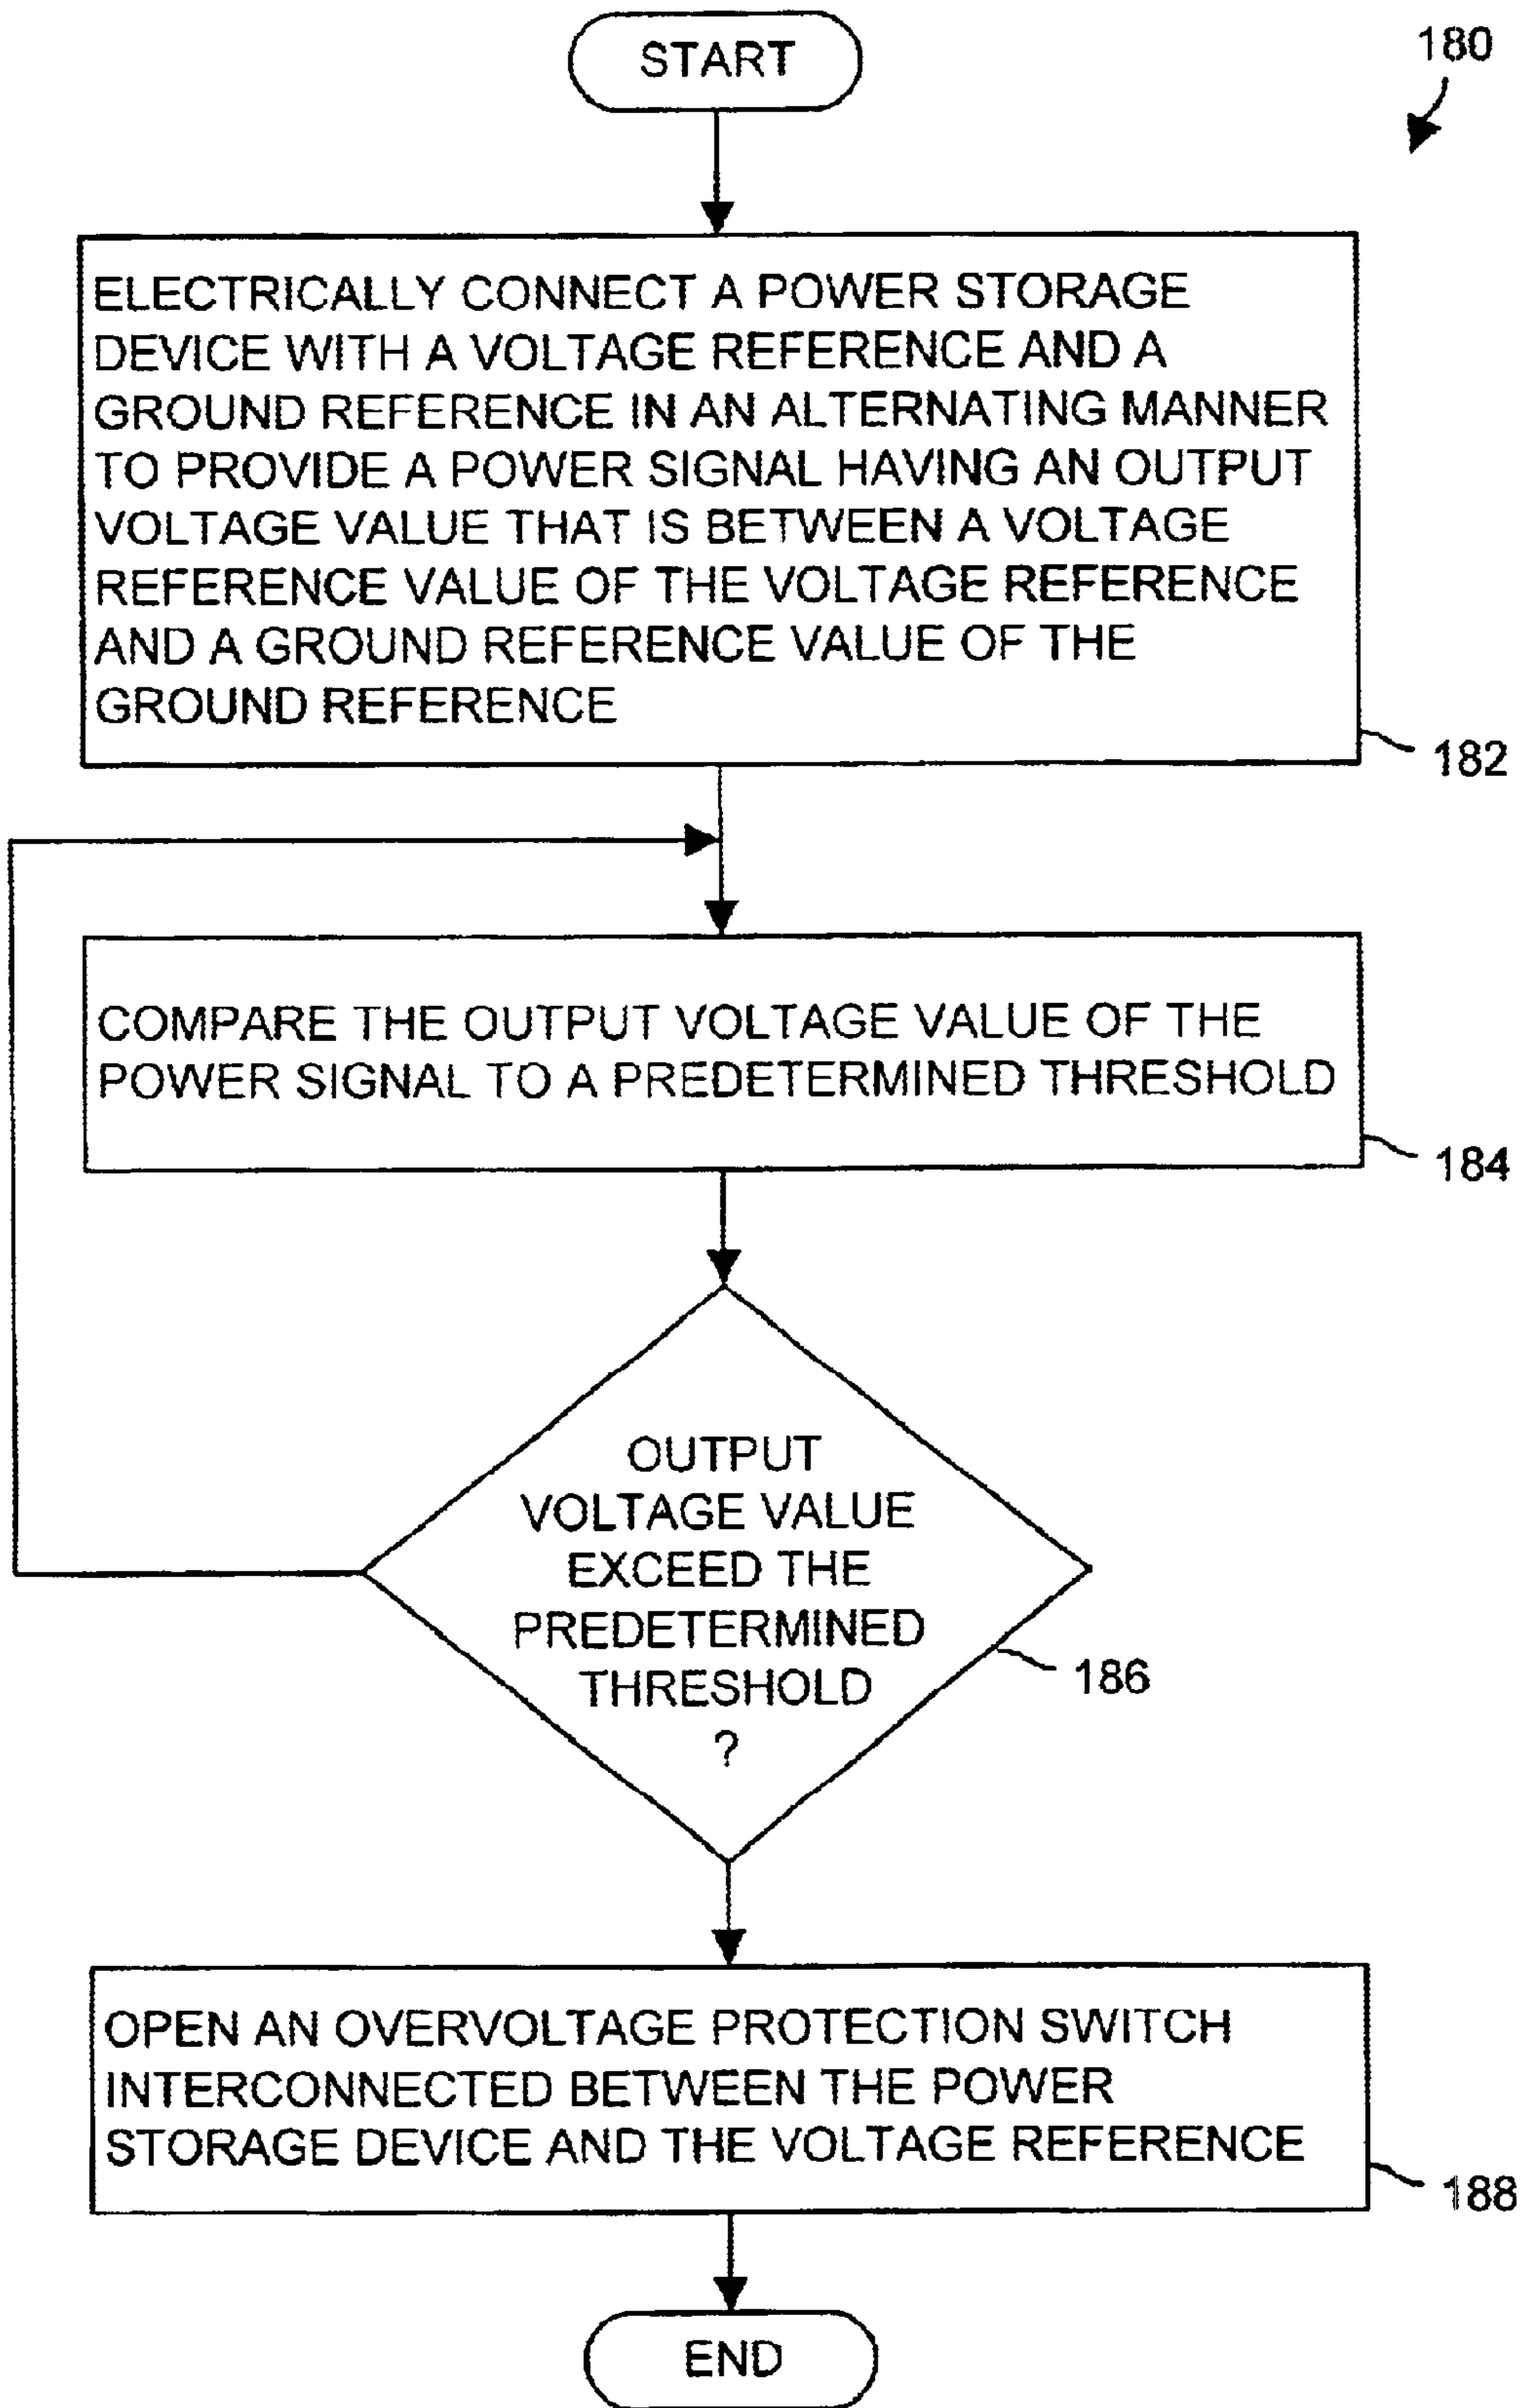 START
180
ELECTRICALLY CONNECT A POWER STORAGE
DEVICE WITH A VOLTAGE REFERENCE AND A
GROUND REFERENCE IN AN ALTERNATING MANNER
TO PROVIDE A POWER SIGNAL HAVING AN OUTPUT
VOLTAGE VALUE THAT IS BETWEEN A VOLTAGE
REFERENCE VALUE OF THE VOLTAGE REFERENCE
AND A GROUND REFERENCE VALUE OF THE
GROUND REFERENCE
182
COMPARE THE OUTPUT VOLTAGE VALUE OF THE
POWER SIGNAL TO A PREDETERMINED THRESHOLD
184
OUTPUT
VOLTAGE VALUE
EXCEED THE
PREDETERMINED
THRESHOLD
?
186
OPEN AN OVERVOLTAGE PROTECTION SWITCH
INTERCONNECTED BETWEEN THE POWER
STORAGE DEVICE AND THE VOLTAGE REFERENCE
188
END